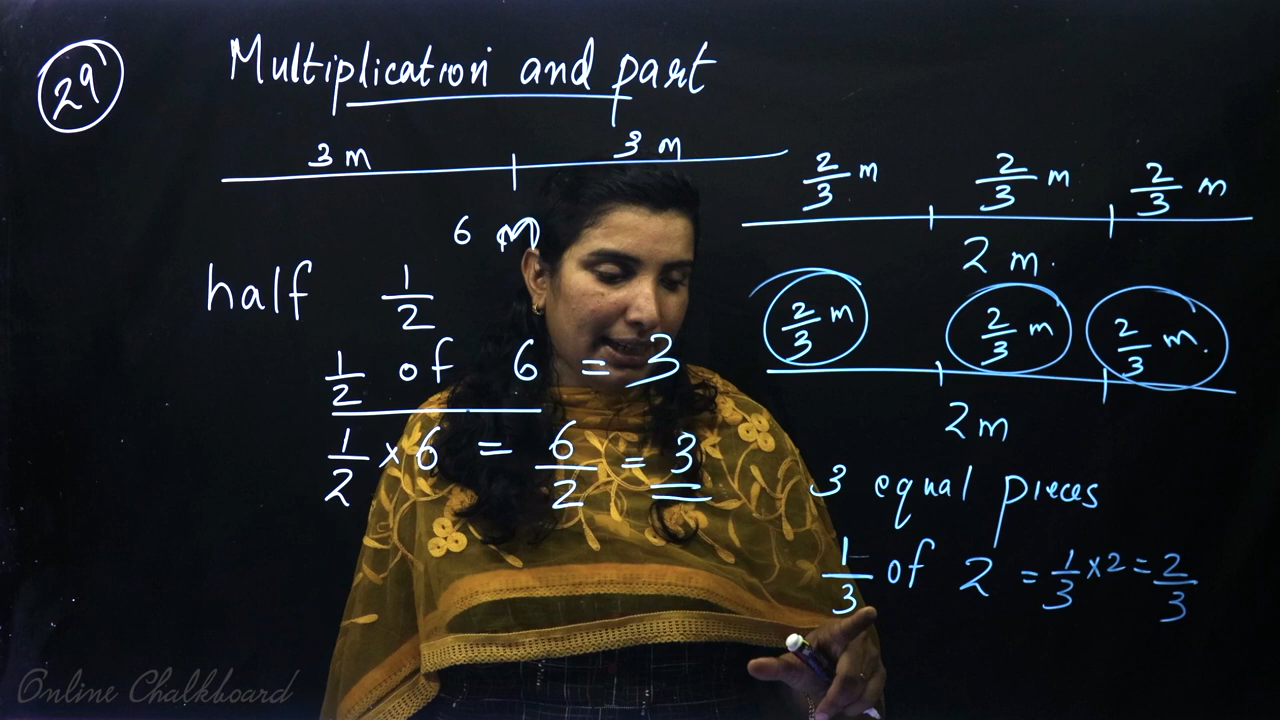 29
Multiplication and part
3 m 3 m
6 m
half 1/2
1/2 of 6 = 3
1/2 × 6 = 6/2 = 3
2/3 m 2/3 m 2/3 m
2 m.
2/3 m 2/3 m 2/3 m.
2 m
3 equal pieces
1/3 of 2 = 1/3 × 2 = 2/3
Online Chalkboard